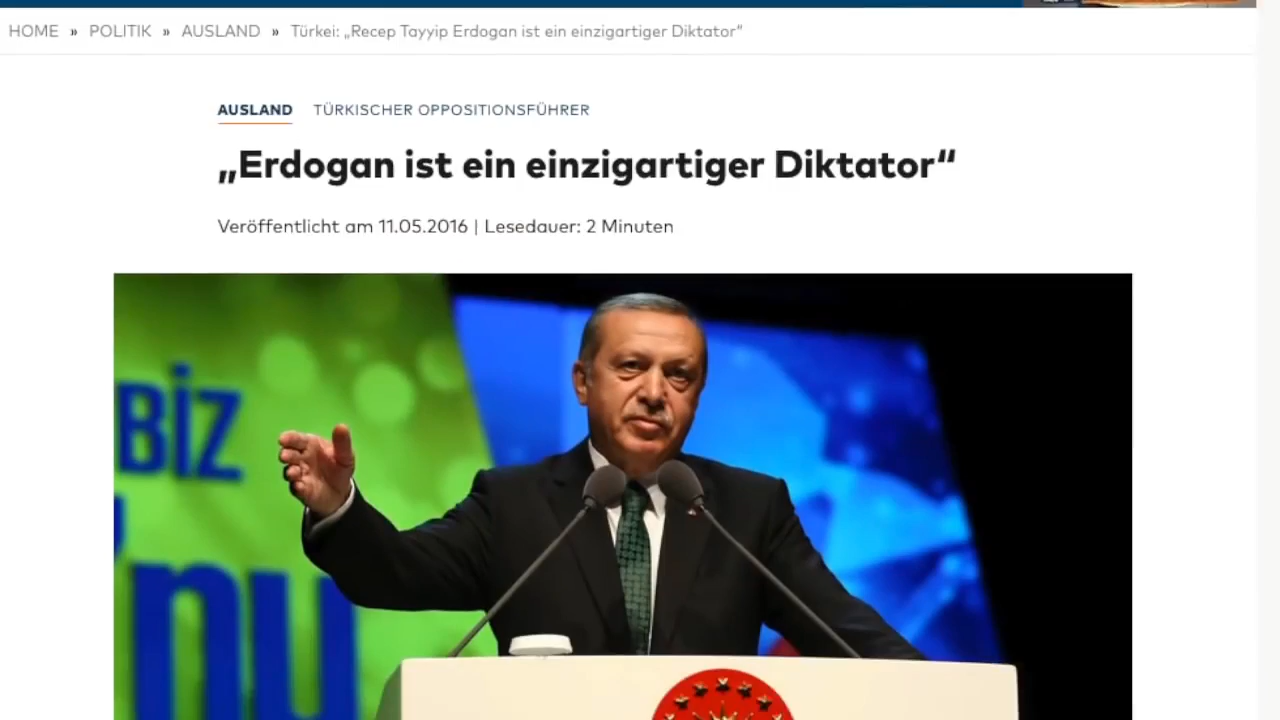 HOME » POLITIK » AUSLAND » Türkei: „Recep Tayyip Erdogan ist ein einzigartiger Diktator“
AUSLAND TÜRKISCHER OPPOSITIONSFÜHRER
„Erdogan ist ein einzigartiger Diktator“
Veröffentlicht am 11.05.2016 | Lesedauer: 2 Minuten
BİZ